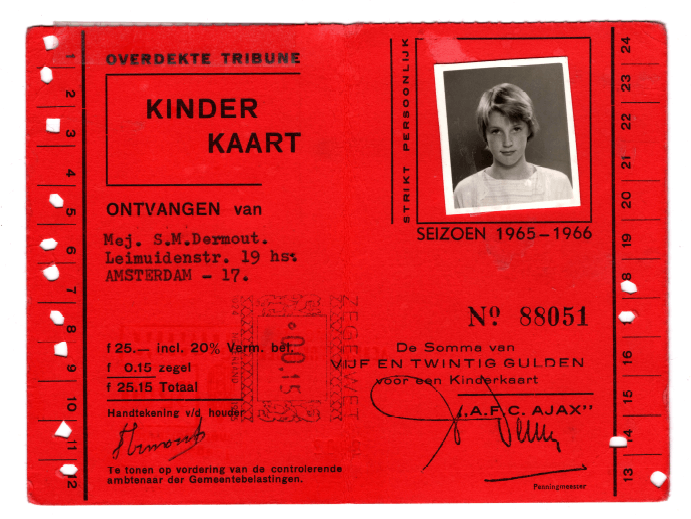 OVERDEKTE TRIBUNE
KINDER
KAART
ONTVANGEN van
Mej. S.M.Dermout.
Leimuidenstr. 19 hs:
AMSTERDAM - 17.
f 25.— incl. 20% Verm. bel.
f 0.15 zegel
f 25.15 Totaal
Handtekening v/d houder
Te tonen op vordering van de controlerende
ambtenaar der Gemeentebelastingen.
1
2
3
4
5
6
7
8
9
10
11
12
ZEGELWET
00.15
STRIKT PERSOONLIJK
SEIZOEN 1965-1966
Nº 88051
De Somma van
VIJF EN TWINTIG GULDEN
voor een Kinderkaart
„A.F.C. AJAX”
Penningmeester
24
23
22
21
20
19
18
17
16
15
14
13